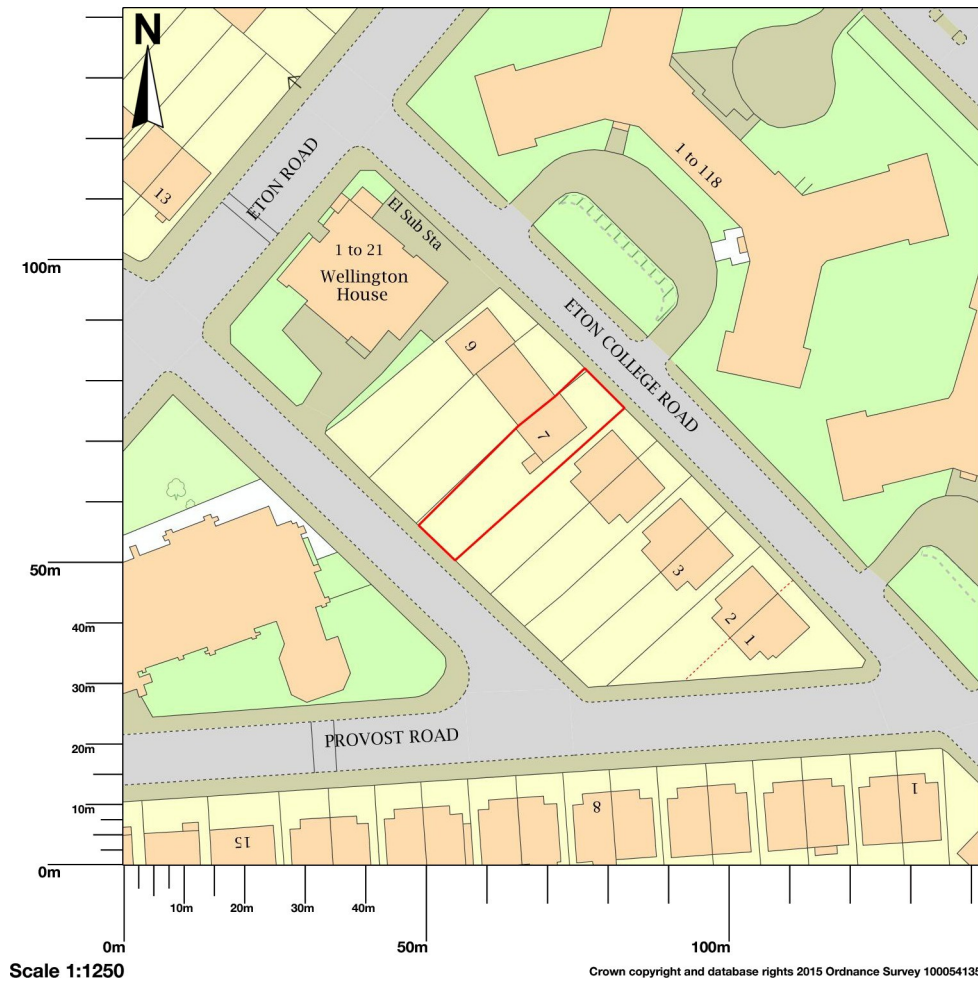 N
ETON ROAD
13
1 to 118
El Sub Sta
1 to 21
Wellington
House
100m
ETON COLLEGE ROAD
9
7
50m
3
40m
2
1
30m
PROVOST ROAD
20m
10m
8
1
15
0m
10m
20m
30m
40m
0m
50m
100m
Scale 1:1250
Crown copyright and database rights 2015 Ordnance Survey 100054135